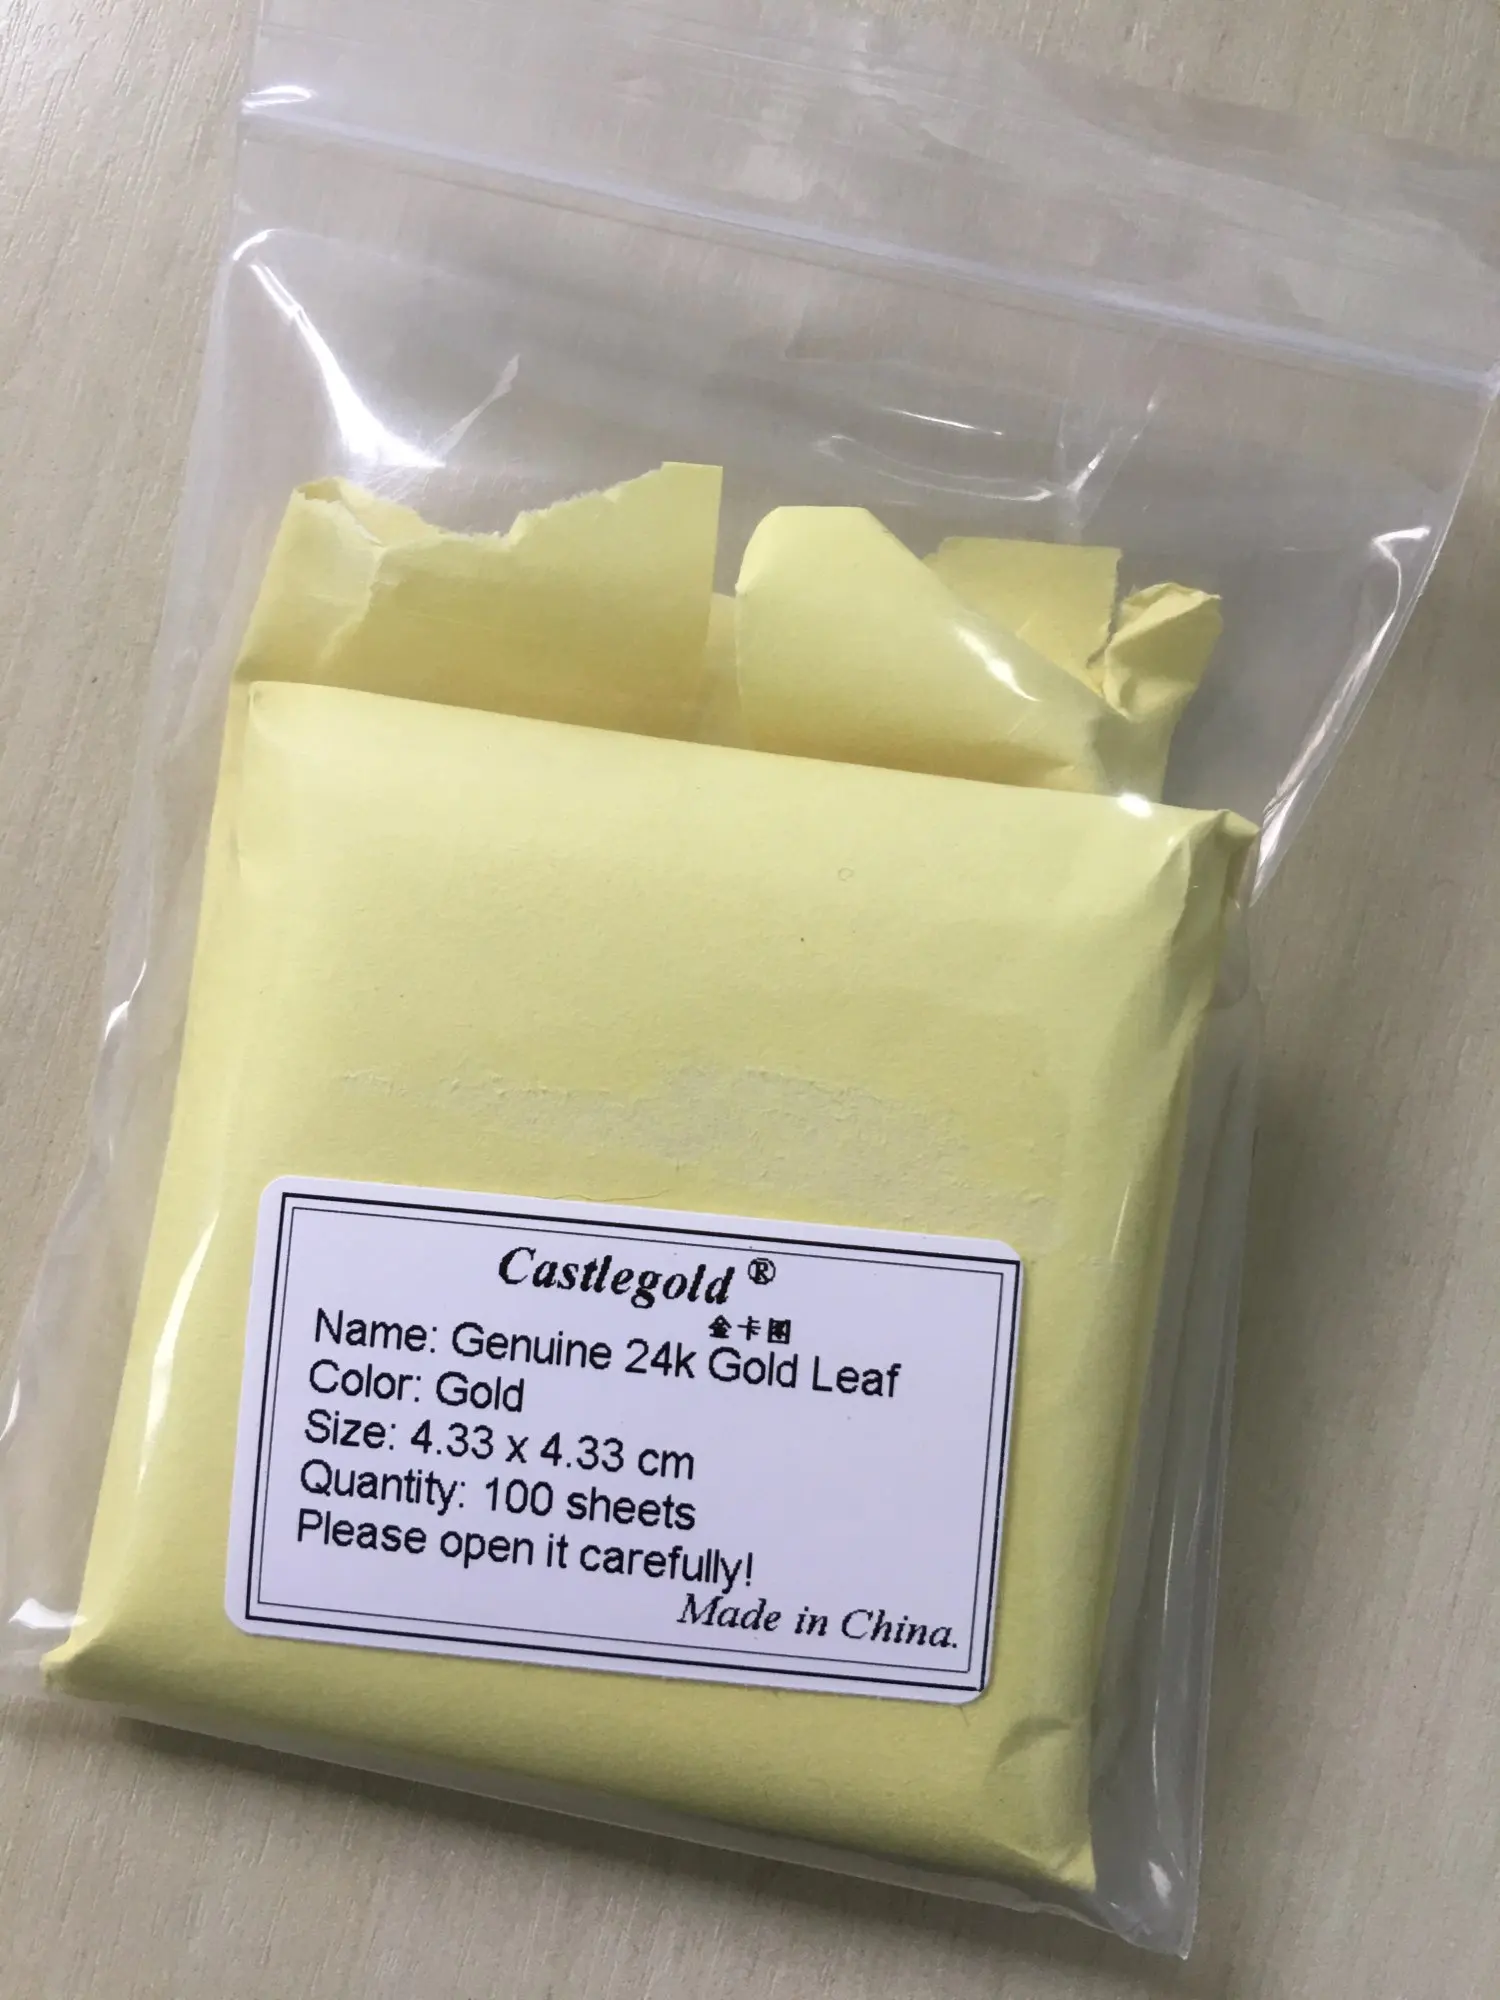 Castlegold ®
金卡图
Name: Genuine 24k Gold Leaf
Color: Gold
Size: 4.33 x 4.33 cm
Quantity: 100 sheets
Please open it carefully!
Made in China.